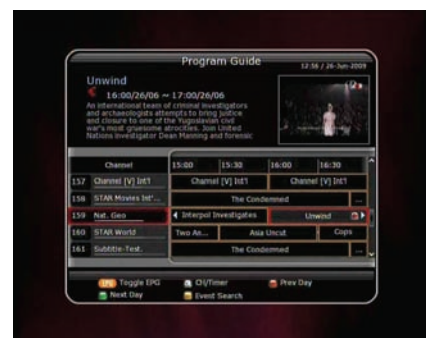 Program Guide
12:56 / 26-Jun-2009
Unwind
16:00/26/06 ~ 17:00/26/06
An international team of criminal investigators
and archaeologists attempts to bring justice
and closure to one of the Yugoslavian civil
war's most gruesome atrocities. Join United
Nations investigator Dean Manning and forensic
Channel 15:00 15:30 16:00 16:30
157 Channel [V] Int'l Channel [V] Int'l Channel [V] Int'l
158 STAR Movies Int'... The Condemned ...
159 Nat. Geo Interpol Investigates Unwind
160 STAR World Two An... Asia Uncut Cops
161 Subtitle-Test. The Condemned ...
EPG Toggle EPG CH/Timer Prev Day
Next Day Event Search